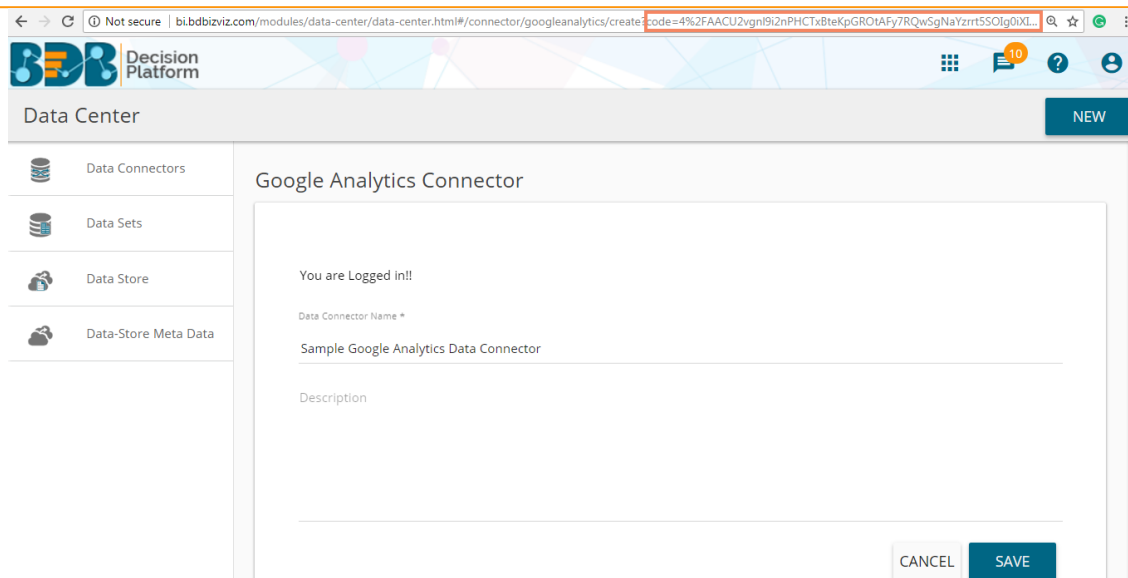 Not secure | bi.bdbizviz.com/modules/data-center/data-center.html#/connector/googleanalytics/create?code=4%2FAACU2vgnI9i2nPHCTxBteKpGROtAFy7RQwSgNaYzrrt5SOIg0iXI...
BDB Decision Platform
10
Data Center
NEW
Data Connectors
Data Sets
Data Store
Data-Store Meta Data
Google Analytics Connector
You are Logged in!!
Data Connector Name *
Sample Google Analytics Data Connector
Description
CANCEL
SAVE